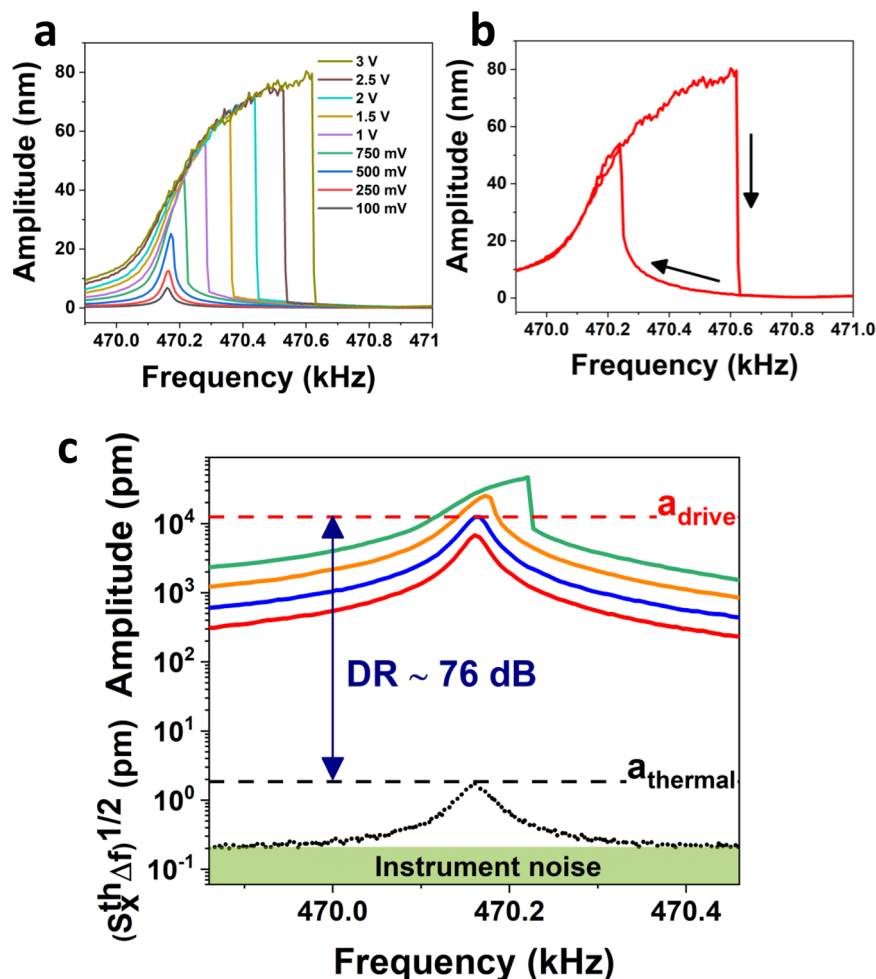 a
Amplitude (nm)
80
60
40
20
0
3 V
2.5 V
2 V
1.5 V
1 V
750 mV
500 mV
250 mV
100 mV
470.0 470.2 470.4 470.6 470.8 471
Frequency (kHz)
b
Amplitude (nm)
80
60
40
20
0
470.0 470.2 470.4 470.6 470.8 471.0
Frequency (kHz)
c
Amplitude (pm)
(Sxth Δf)1/2 (pm)
104
103
102
101
100
10-1
adrive
DR ~ 76 dB
athermal
Instrument noise
470.0 470.2 470.4
Frequency (kHz)